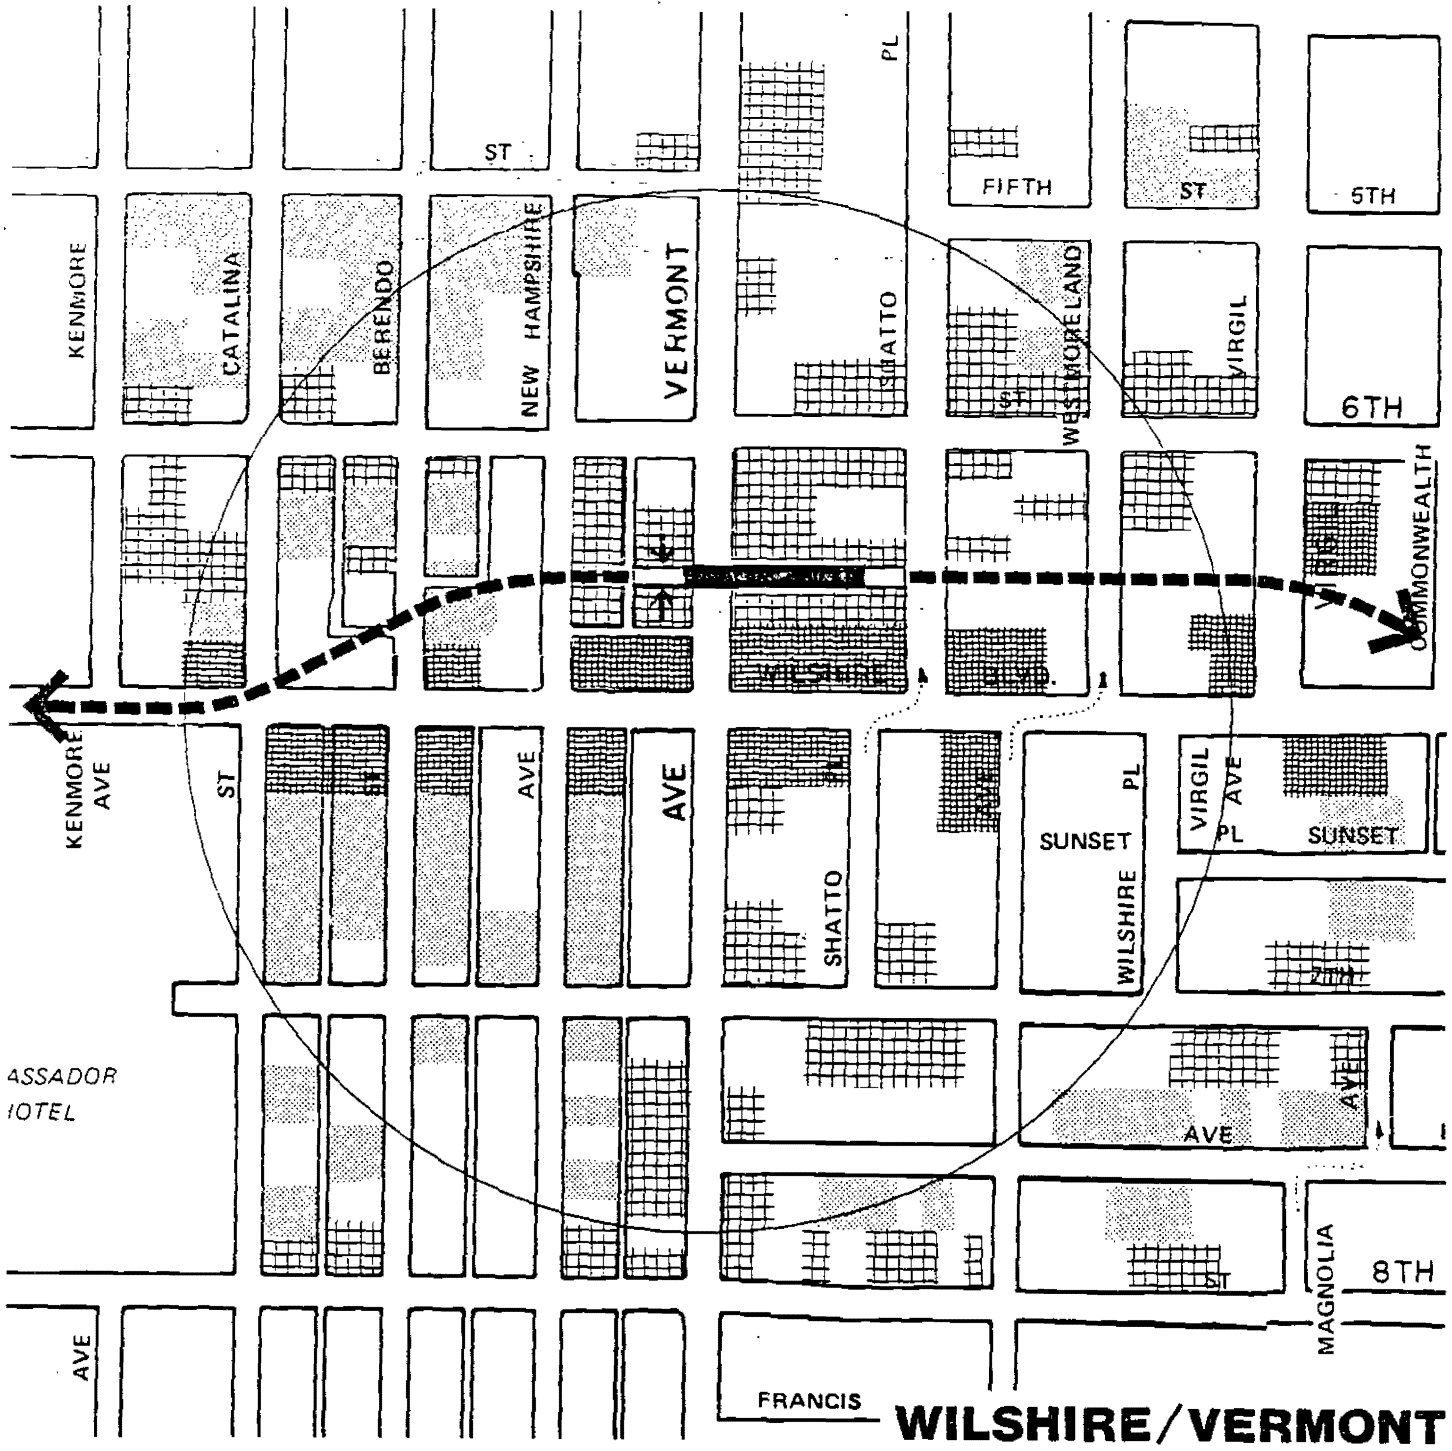 PL
ST
FIFTH
ST
5TH
KENMORE
CATALINA
BERENDO
NEW HAMPSHIRE
VERMONT
SHATTO
WESTMORELAND
VIRGIL
ST
6TH
COMMONWEALTH
WILSHIRE
BLVD.
KENMORE
AVE
ST
ST
AVE
AVE
PL
SHATTO
AVE
SUNSET
PL
WILSHIRE
VIRGIL
AVE
PL
SUNSET
7TH
ASSADOR
HOTEL
AVE
AVE
ST
8TH
MAGNOLIA
AVE
FRANCIS
WILSHIRE/VERMONT